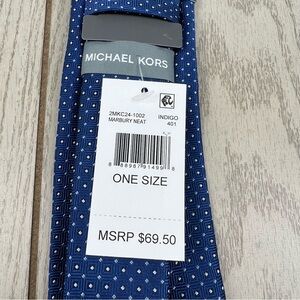 MICHAEL KORS
2MKC24-1002
MARBURY NEAT
INDIGO
401
ONE SIZE
MSRP $69.50